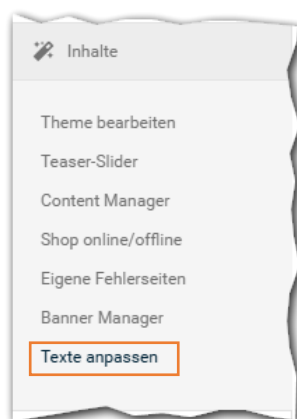 Inhalte
Theme bearbeiten
Teaser-Slider
Content Manager
Shop online/offline
Eigene Fehlerseiten
Banner Manager
Texte anpassen